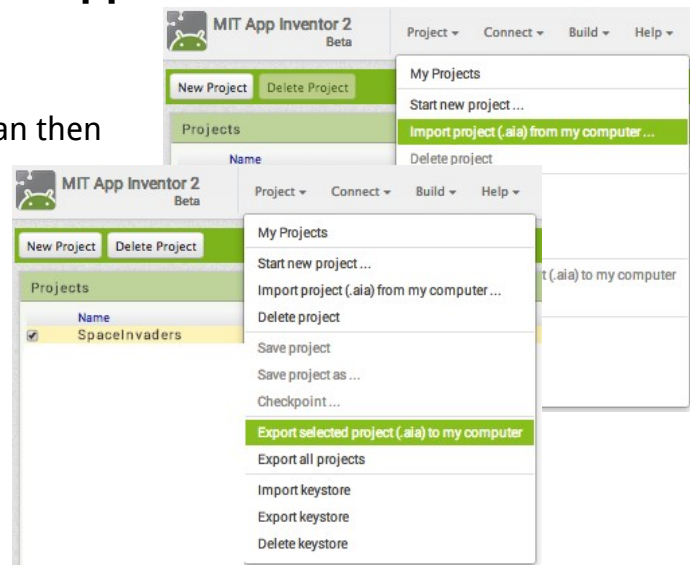 pp
MIT App Inventor 2
Beta
Project Connect Build Help
New Project Delete Project
My Projects
Start new project ...
Import project (.aia) from my computer ...
Delete project
Projects
Name
an then
t (.aia) to my computer
MIT App Inventor 2
Beta
Project Connect Build Help
New Project Delete Project
Projects
Name
SpaceInvaders
My Projects
Start new project ...
Import project (.aia) from my computer ...
Delete project
Save project
Save project as ...
Checkpoint ...
Export selected project (.aia) to my computer
Export all projects
Import keystore
Export keystore
Delete keystore